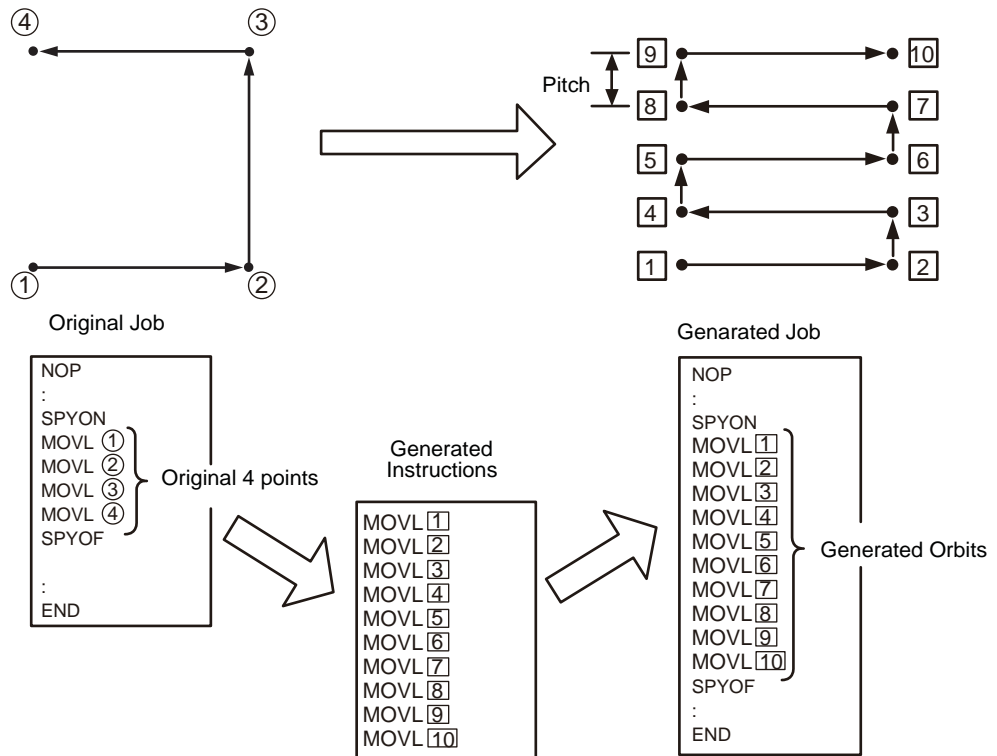 ④
③
①
②
9
10
Pitch
8
7
5
6
4
3
1
2
Original Job
NOP
:
SPYON
MOVL ①
MOVL ②
MOVL ③
MOVL ④
SPYOF
:
END
Original 4 points
Generated
Instructions
MOVL 1
MOVL 2
MOVL 3
MOVL 4
MOVL 5
MOVL 6
MOVL 7
MOVL 8
MOVL 9
MOVL 10
Genarated Job
NOP
:
SPYON
MOVL 1
MOVL 2
MOVL 3
MOVL 4
MOVL 5
MOVL 6
MOVL 7
MOVL 8
MOVL 9
MOVL 10
SPYOF
:
END
Generated Orbits